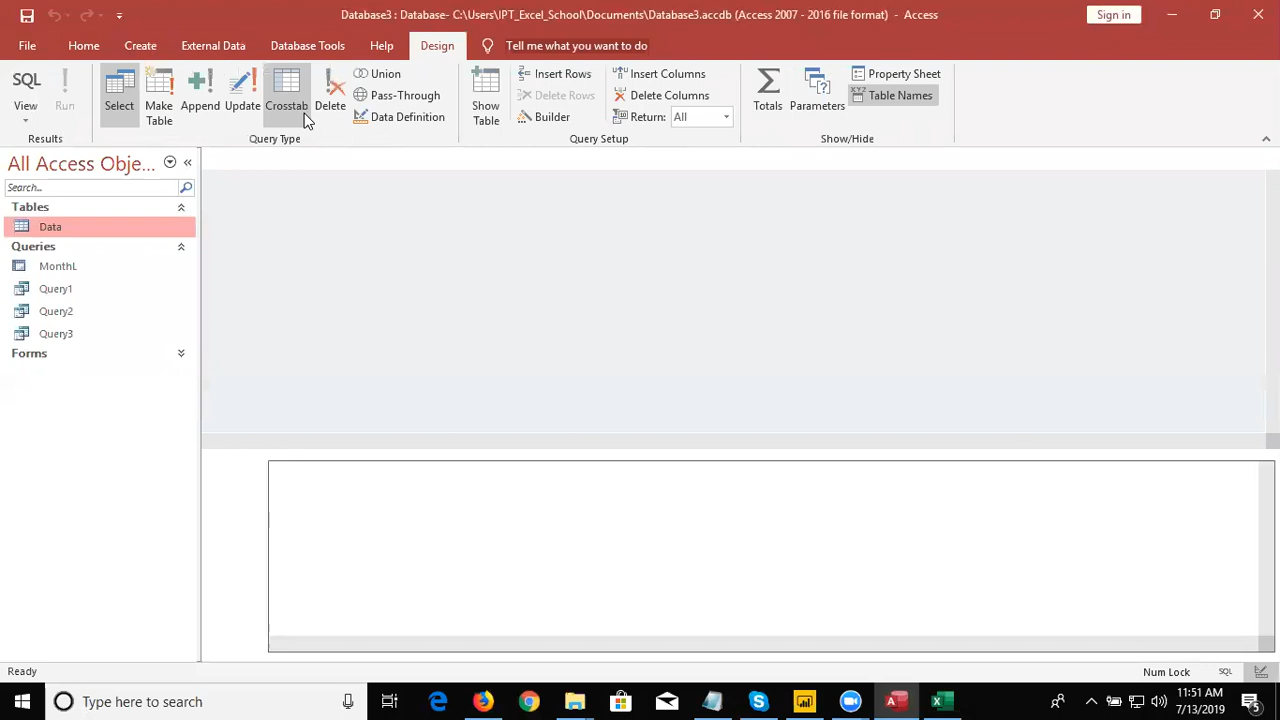 Database3 : Database- C:\Users\IPT_Excel_School\Documents\Database3.accdb (Access 2007 - 2016 file format) - Access
Sign in
File Home Create External Data Database Tools Help Design Tell me what you want to do
SQL
View
Run
Select
Make Table
Append
Update
Crosstab
Delete
Union
Pass-Through
Data Definition
Show Table
Insert Rows
Delete Rows
Builder
Insert Columns
Delete Columns
Return: All
Totals
Parameters
Property Sheet
XYZ Table Names
Results
Query Type
Query Setup
Show/Hide
All Access Obje...
Search...
Tables
Data
Queries
MonthL
Query1
Query2
Query3
Forms
Ready
Num Lock
SQL
Type here to search
11:51 AM
7/13/2019
5